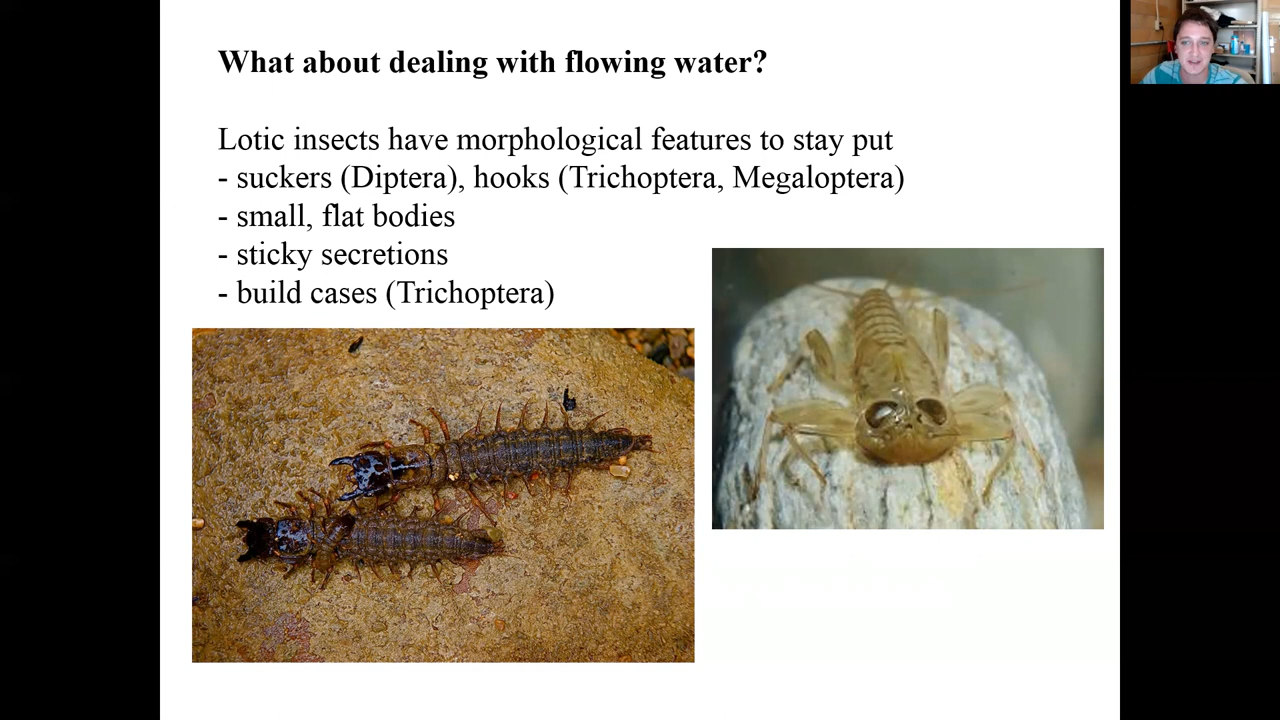 What about dealing with flowing water?
Lotic insects have morphological features to stay put
- suckers (Diptera), hooks (Trichoptera, Megaloptera)
- small, flat bodies
- sticky secretions
- build cases (Trichoptera)